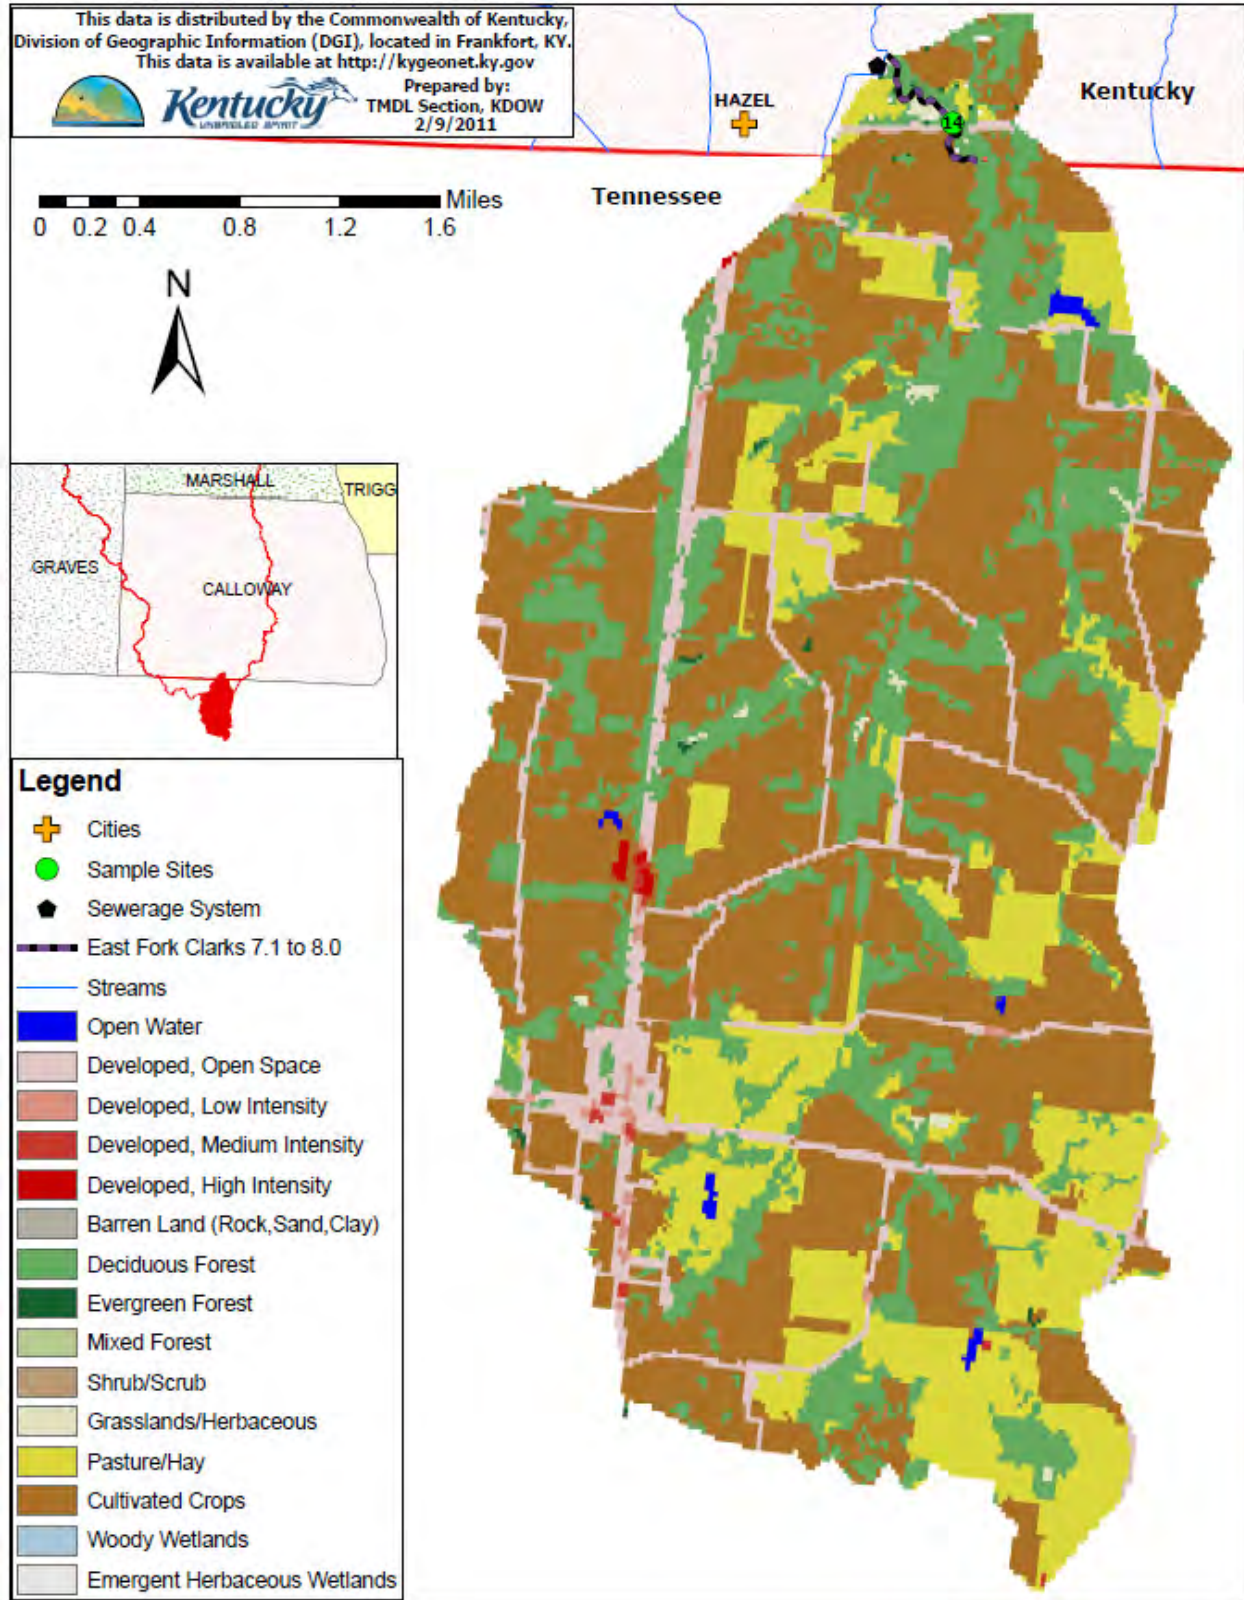 This data is distributed by the Commonwealth of Kentucky,
Division of Geographic Information (DGI), located in Frankfort, KY.
This data is available at http://kygeonet.ky.gov
Kentucky
UNBRIDLED SPIRIT
Prepared by:
TMDL Section, KDOW
2/9/2011
HAZEL
14
Kentucky
Tennessee
Miles
0 0.2 0.4 0.8 1.2 1.6
N
MARSHALL
TRIGG
GRAVES
CALLOWAY
Legend
Cities
Sample Sites
Sewerage System
East Fork Clarks 7.1 to 8.0
Streams
Open Water
Developed, Open Space
Developed, Low Intensity
Developed, Medium Intensity
Developed, High Intensity
Barren Land (Rock,Sand,Clay)
Deciduous Forest
Evergreen Forest
Mixed Forest
Shrub/Scrub
Grasslands/Herbaceous
Pasture/Hay
Cultivated Crops
Woody Wetlands
Emergent Herbaceous Wetlands